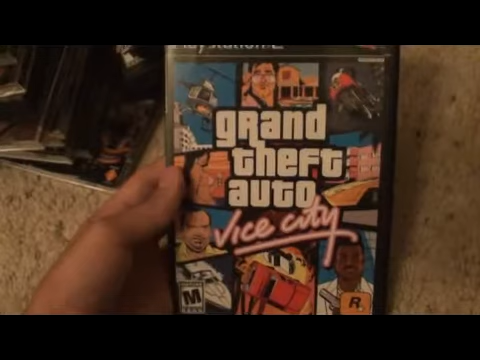 PlayStation 2
grand
theft
auto
vice city
M
R